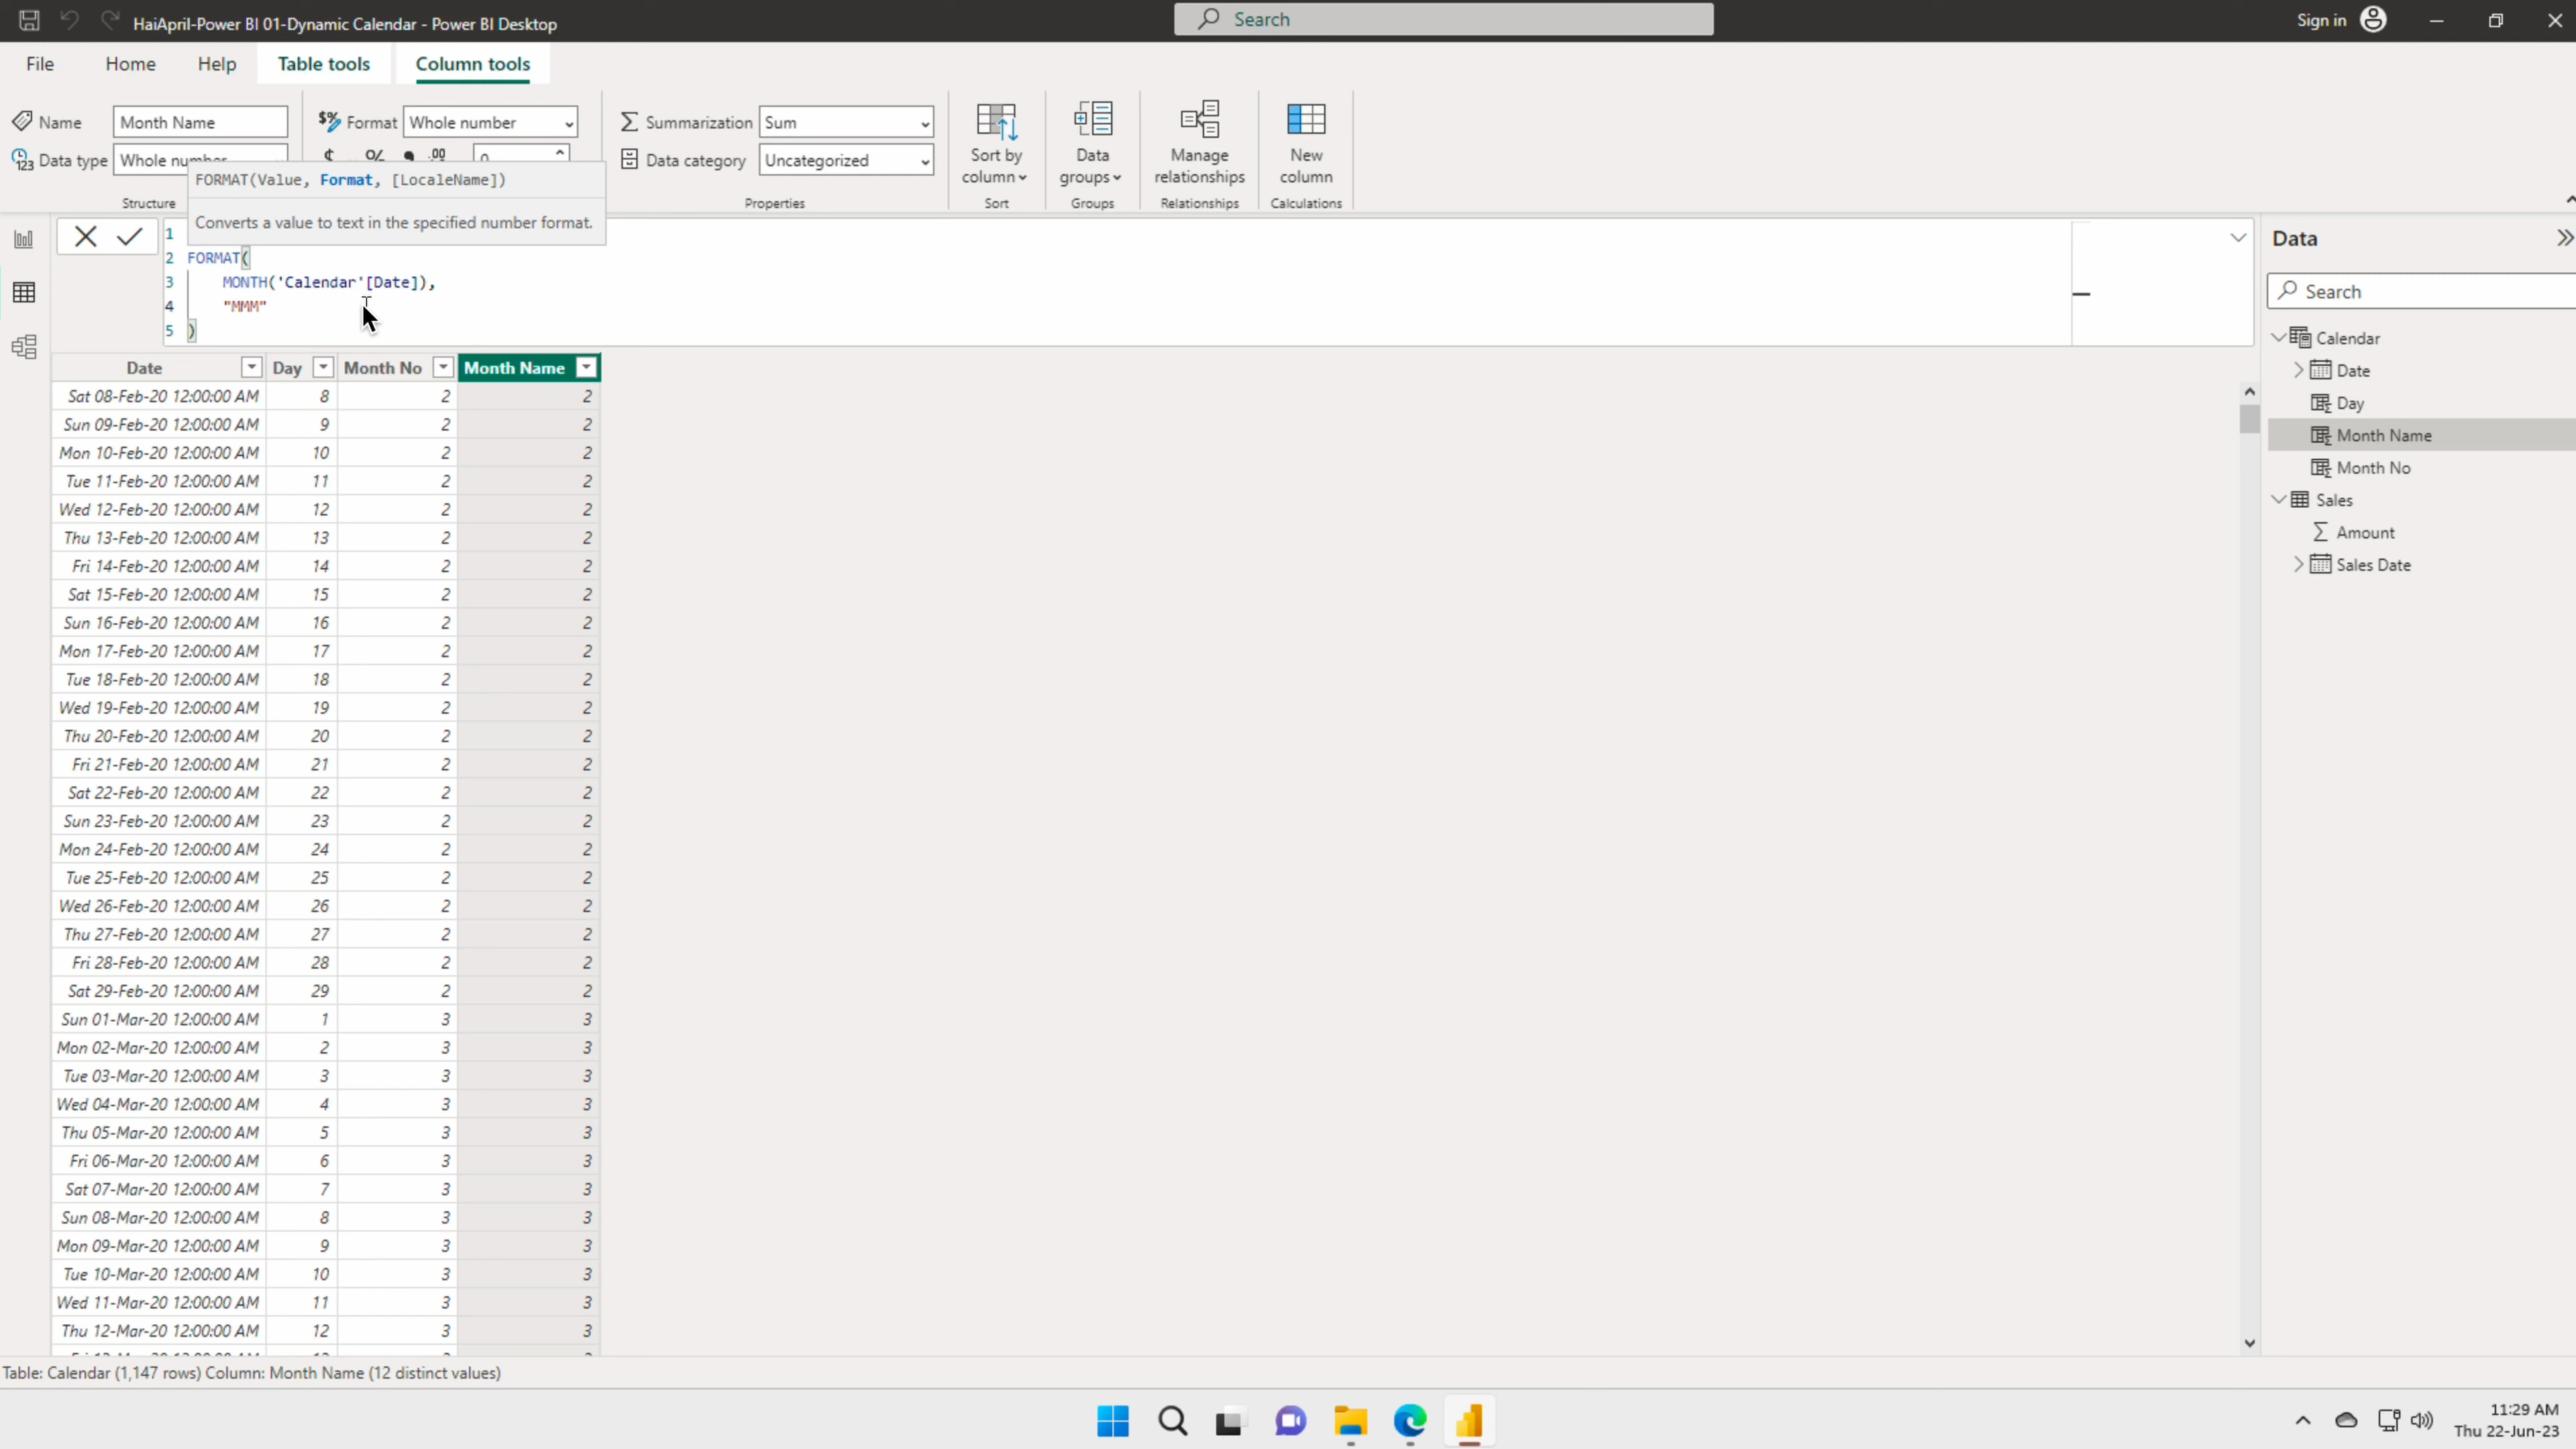 HaiApril-Power BI 01-Dynamic Calendar - Power BI Desktop
Search
Sign in
File Home Help Table tools Column tools
Name Month Name
$% Format Whole number
Summarization Sum
Data type Whole number
$ % 9 .00 0
Data category Uncategorized
Sort by column
Data groups
Manage relationships
New column
Structure
Properties
Sort
Groups
Relationships
Calculations
FORMAT(Value, Format, [LocaleName])
Converts a value to text in the specified number format.
1
2 FORMAT(
3 MONTH('Calendar'[Date]),
4 "MMM"
5 )
Date Day Month No Month Name
Sat 08-Feb-20 12:00:00 AM 8 2 2
Sun 09-Feb-20 12:00:00 AM 9 2 2
Mon 10-Feb-20 12:00:00 AM 10 2 2
Tue 11-Feb-20 12:00:00 AM 11 2 2
Wed 12-Feb-20 12:00:00 AM 12 2 2
Thu 13-Feb-20 12:00:00 AM 13 2 2
Fri 14-Feb-20 12:00:00 AM 14 2 2
Sat 15-Feb-20 12:00:00 AM 15 2 2
Sun 16-Feb-20 12:00:00 AM 16 2 2
Mon 17-Feb-20 12:00:00 AM 17 2 2
Tue 18-Feb-20 12:00:00 AM 18 2 2
Wed 19-Feb-20 12:00:00 AM 19 2 2
Thu 20-Feb-20 12:00:00 AM 20 2 2
Fri 21-Feb-20 12:00:00 AM 21 2 2
Sat 22-Feb-20 12:00:00 AM 22 2 2
Sun 23-Feb-20 12:00:00 AM 23 2 2
Mon 24-Feb-20 12:00:00 AM 24 2 2
Tue 25-Feb-20 12:00:00 AM 25 2 2
Wed 26-Feb-20 12:00:00 AM 26 2 2
Thu 27-Feb-20 12:00:00 AM 27 2 2
Fri 28-Feb-20 12:00:00 AM 28 2 2
Sat 29-Feb-20 12:00:00 AM 29 2 2
Sun 01-Mar-20 12:00:00 AM 1 3 3
Mon 02-Mar-20 12:00:00 AM 2 3 3
Tue 03-Mar-20 12:00:00 AM 3 3 3
Wed 04-Mar-20 12:00:00 AM 4 3 3
Thu 05-Mar-20 12:00:00 AM 5 3 3
Fri 06-Mar-20 12:00:00 AM 6 3 3
Sat 07-Mar-20 12:00:00 AM 7 3 3
Sun 08-Mar-20 12:00:00 AM 8 3 3
Mon 09-Mar-20 12:00:00 AM 9 3 3
Tue 10-Mar-20 12:00:00 AM 10 3 3
Wed 11-Mar-20 12:00:00 AM 11 3 3
Thu 12-Mar-20 12:00:00 AM 12 3 3
Data
Search
Calendar
Date
Day
Month Name
Month No
Sales
Amount
Sales Date
Table: Calendar (1,147 rows) Column: Month Name (12 distinct values)
11:29 AM
Thu 22-Jun-23